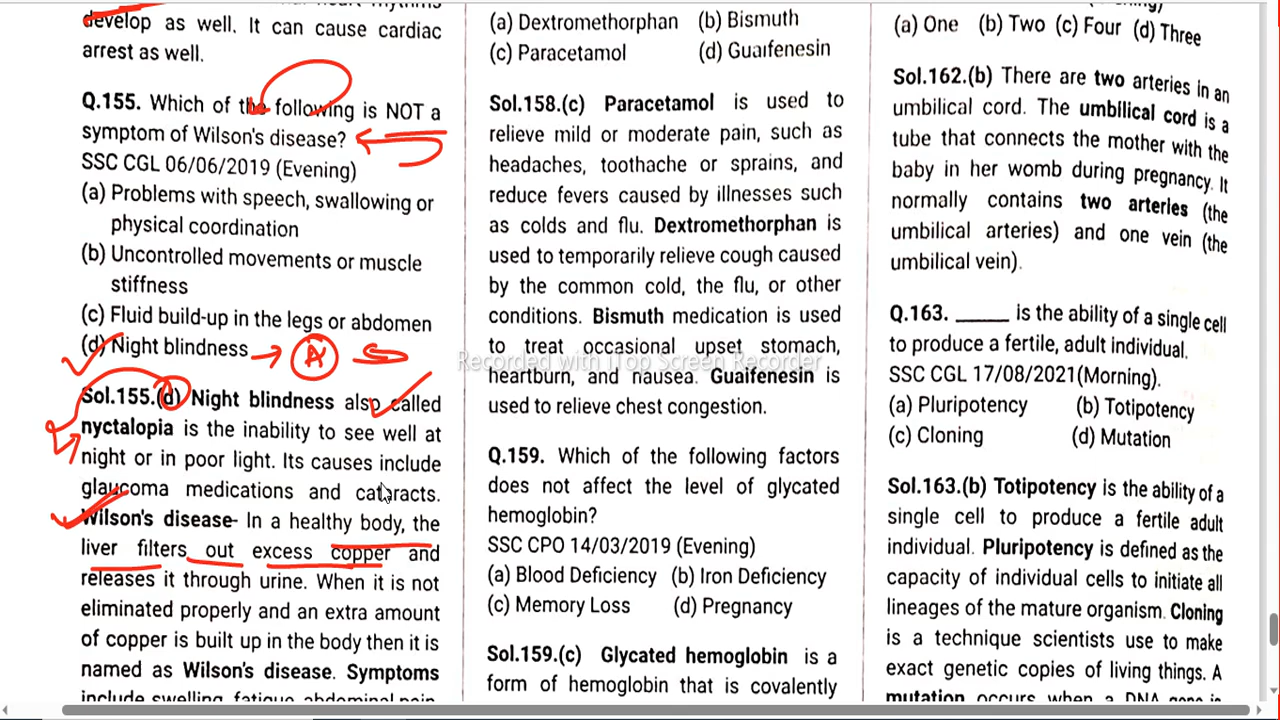 develop as well. It can cause cardiac
arrest as well.
Q.155. Which of the following is NOT a
symptom of Wilson's disease?
SSC CGL 06/06/2019 (Evening)
(a) Problems with speech, swallowing or
physical coordination
(b) Uncontrolled movements or muscle
stiffness
(c) Fluid build-up in the legs or abdomen
(d) Night blindness
A
Sol.155.(d) Night blindness also called
nyctalopia is the inability to see well at
night or in poor light. Its causes include
glaucoma medications and cataracts.
Wilson's disease- In a healthy body, the
liver filters out excess copper and
releases it through urine. When it is not
eliminated properly and an extra amount
of copper is built up in the body then it is
named as Wilson's disease. Symptoms
include swelling, fatigue, abdominal pain
(a) Dextromethorphan (b) Bismuth
(c) Paracetamol (d) Guaifenesin
Sol.158.(c) Paracetamol is used to
relieve mild or moderate pain, such as
headaches, toothache or sprains, and
reduce fevers caused by illnesses such
as colds and flu. Dextromethorphan is
used to temporarily relieve cough caused
by the common cold, the flu, or other
conditions. Bismuth medication is used
to treat occasional upset stomach,
Recorded with iTop Screen Recorder
heartburn, and nausea. Guaifenesin is
used to relieve chest congestion.
Q.159. Which of the following factors
does not affect the level of glycated
hemoglobin?
SSC CPO 14/03/2019 (Evening)
(a) Blood Deficiency (b) Iron Deficiency
(c) Memory Loss (d) Pregnancy
Sol.159.(c) Glycated hemoglobin is a
form of hemoglobin that is covalently
(a) One (b) Two (c) Four (d) Three
Sol.162.(b) There are two arteries in an
umbilical cord. The umbilical cord is a
tube that connects the mother with the
baby in her womb during pregnancy. It
normally contains two arteries (the
umbilical arteries) and one vein (the
umbilical vein).
Q.163. ______ is the ability of a single cell
to produce a fertile, adult individual.
SSC CGL 17/08/2021(Morning).
(a) Pluripotency (b) Totipotency
(c) Cloning (d) Mutation
Sol.163.(b) Totipotency is the ability of a
single cell to produce a fertile adult
individual. Pluripotency is defined as the
capacity of individual cells to initiate all
lineages of the mature organism. Cloning
is a technique scientists use to make
exact genetic copies of living things. A
mutation occurs when a DNA gene is